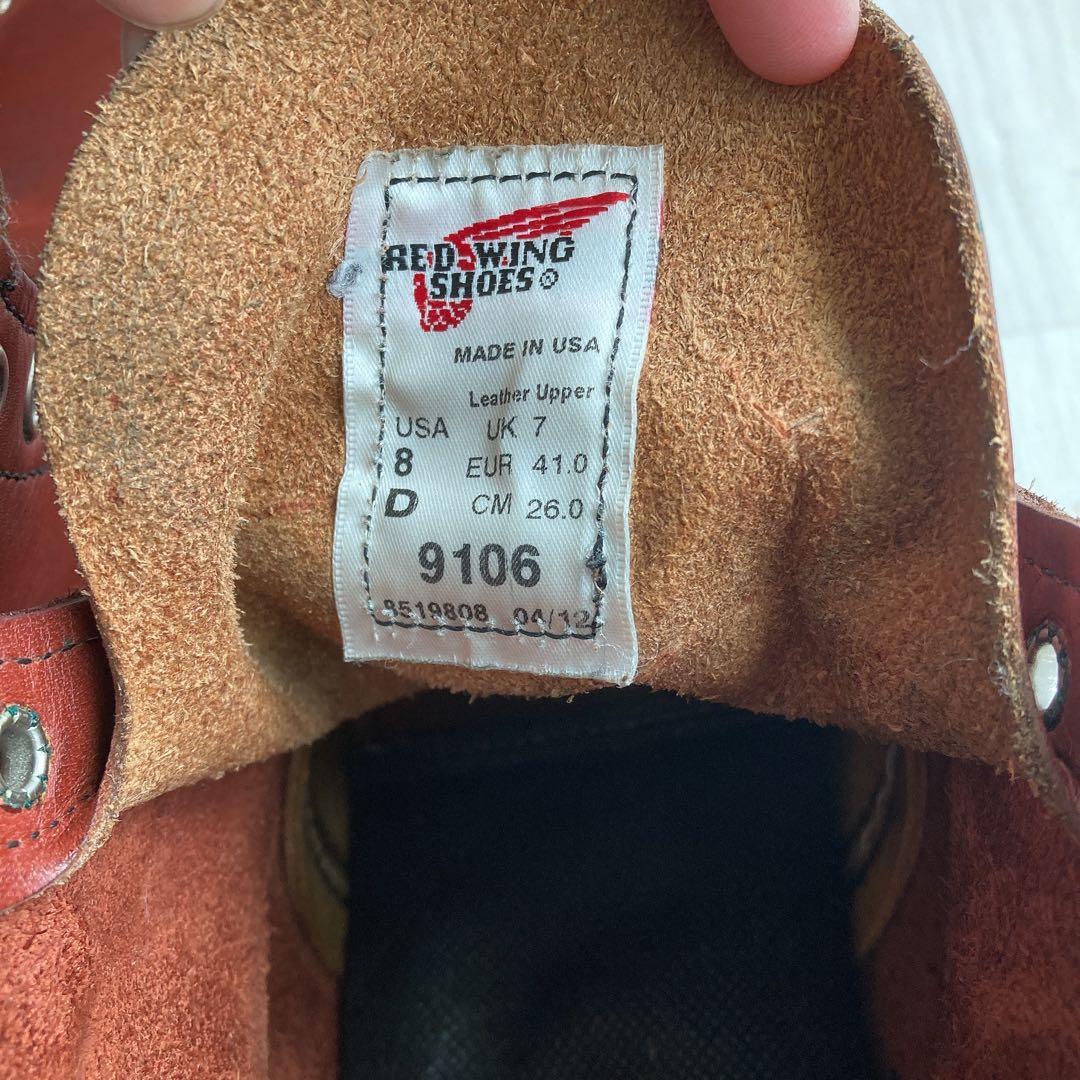 RED WING
SHOES®
MADE IN USA
Leather Upper
USA UK 7
8 EUR 41.0
D CM 26.0
9106
8519808 04/12